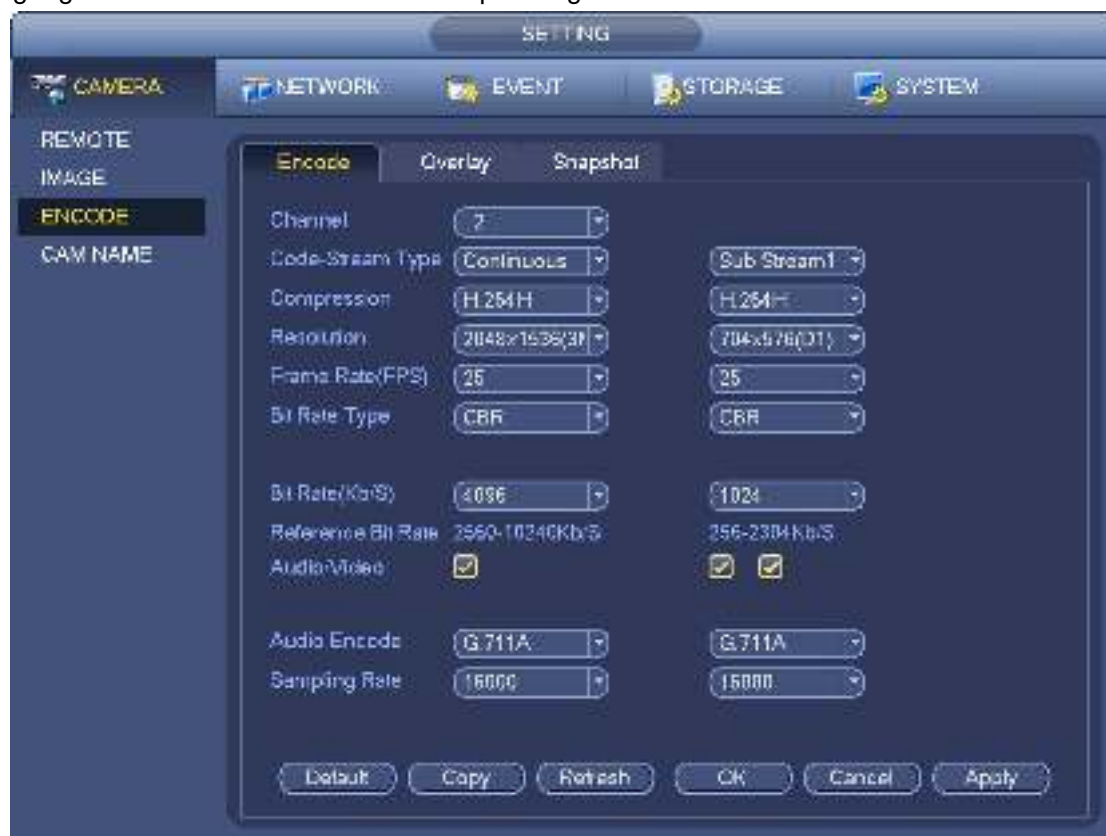 SETTING
CAMERA NETWORK EVENT STORAGE SYSTEM
REMOTE
IMAGE
ENCODE
CAM NAME
Encode Overlay Snapshot
Channel 2
Code-Stream Type Continuous Sub Stream1
Compression H.264H H.264H
Resolution 2048x1536(3M 704x576(D1)
Frame Rate(FPS) 25 25
Bit Rate Type CBR CBR
Bit Rate(Kb/S) 4096 1024
Reference Bit Rate 2560-10240Kb/S 256-2304Kb/S
Audio/Video
Audio Encode G.711A G.711A
Sampling Rate 16000 16000
Default Copy Refresh OK Cancel Apply